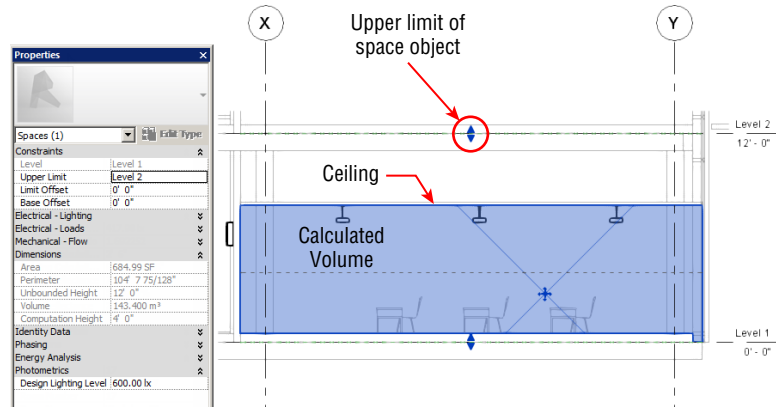 X
Y
Upper limit of
space object
Properties
Spaces (1)
Edit Type
Constraints
Level Level 1
Upper Limit Level 2
Limit Offset 0' 0"
Base Offset 0' 0"
Electrical - Lighting
Electrical - Loads
Mechanical - Flow
Dimensions
Area 684.99 SF
Perimeter 104' 7 75/128"
Unbounded Height 12' 0"
Volume 143.400 m³
Computation Height 4' 0"
Identity Data
Phasing
Energy Analysis
Photometrics
Design Lighting Level 600.00 lx
Level 2
12' - 0"
Ceiling
Calculated
Volume
Level 1
0' - 0"